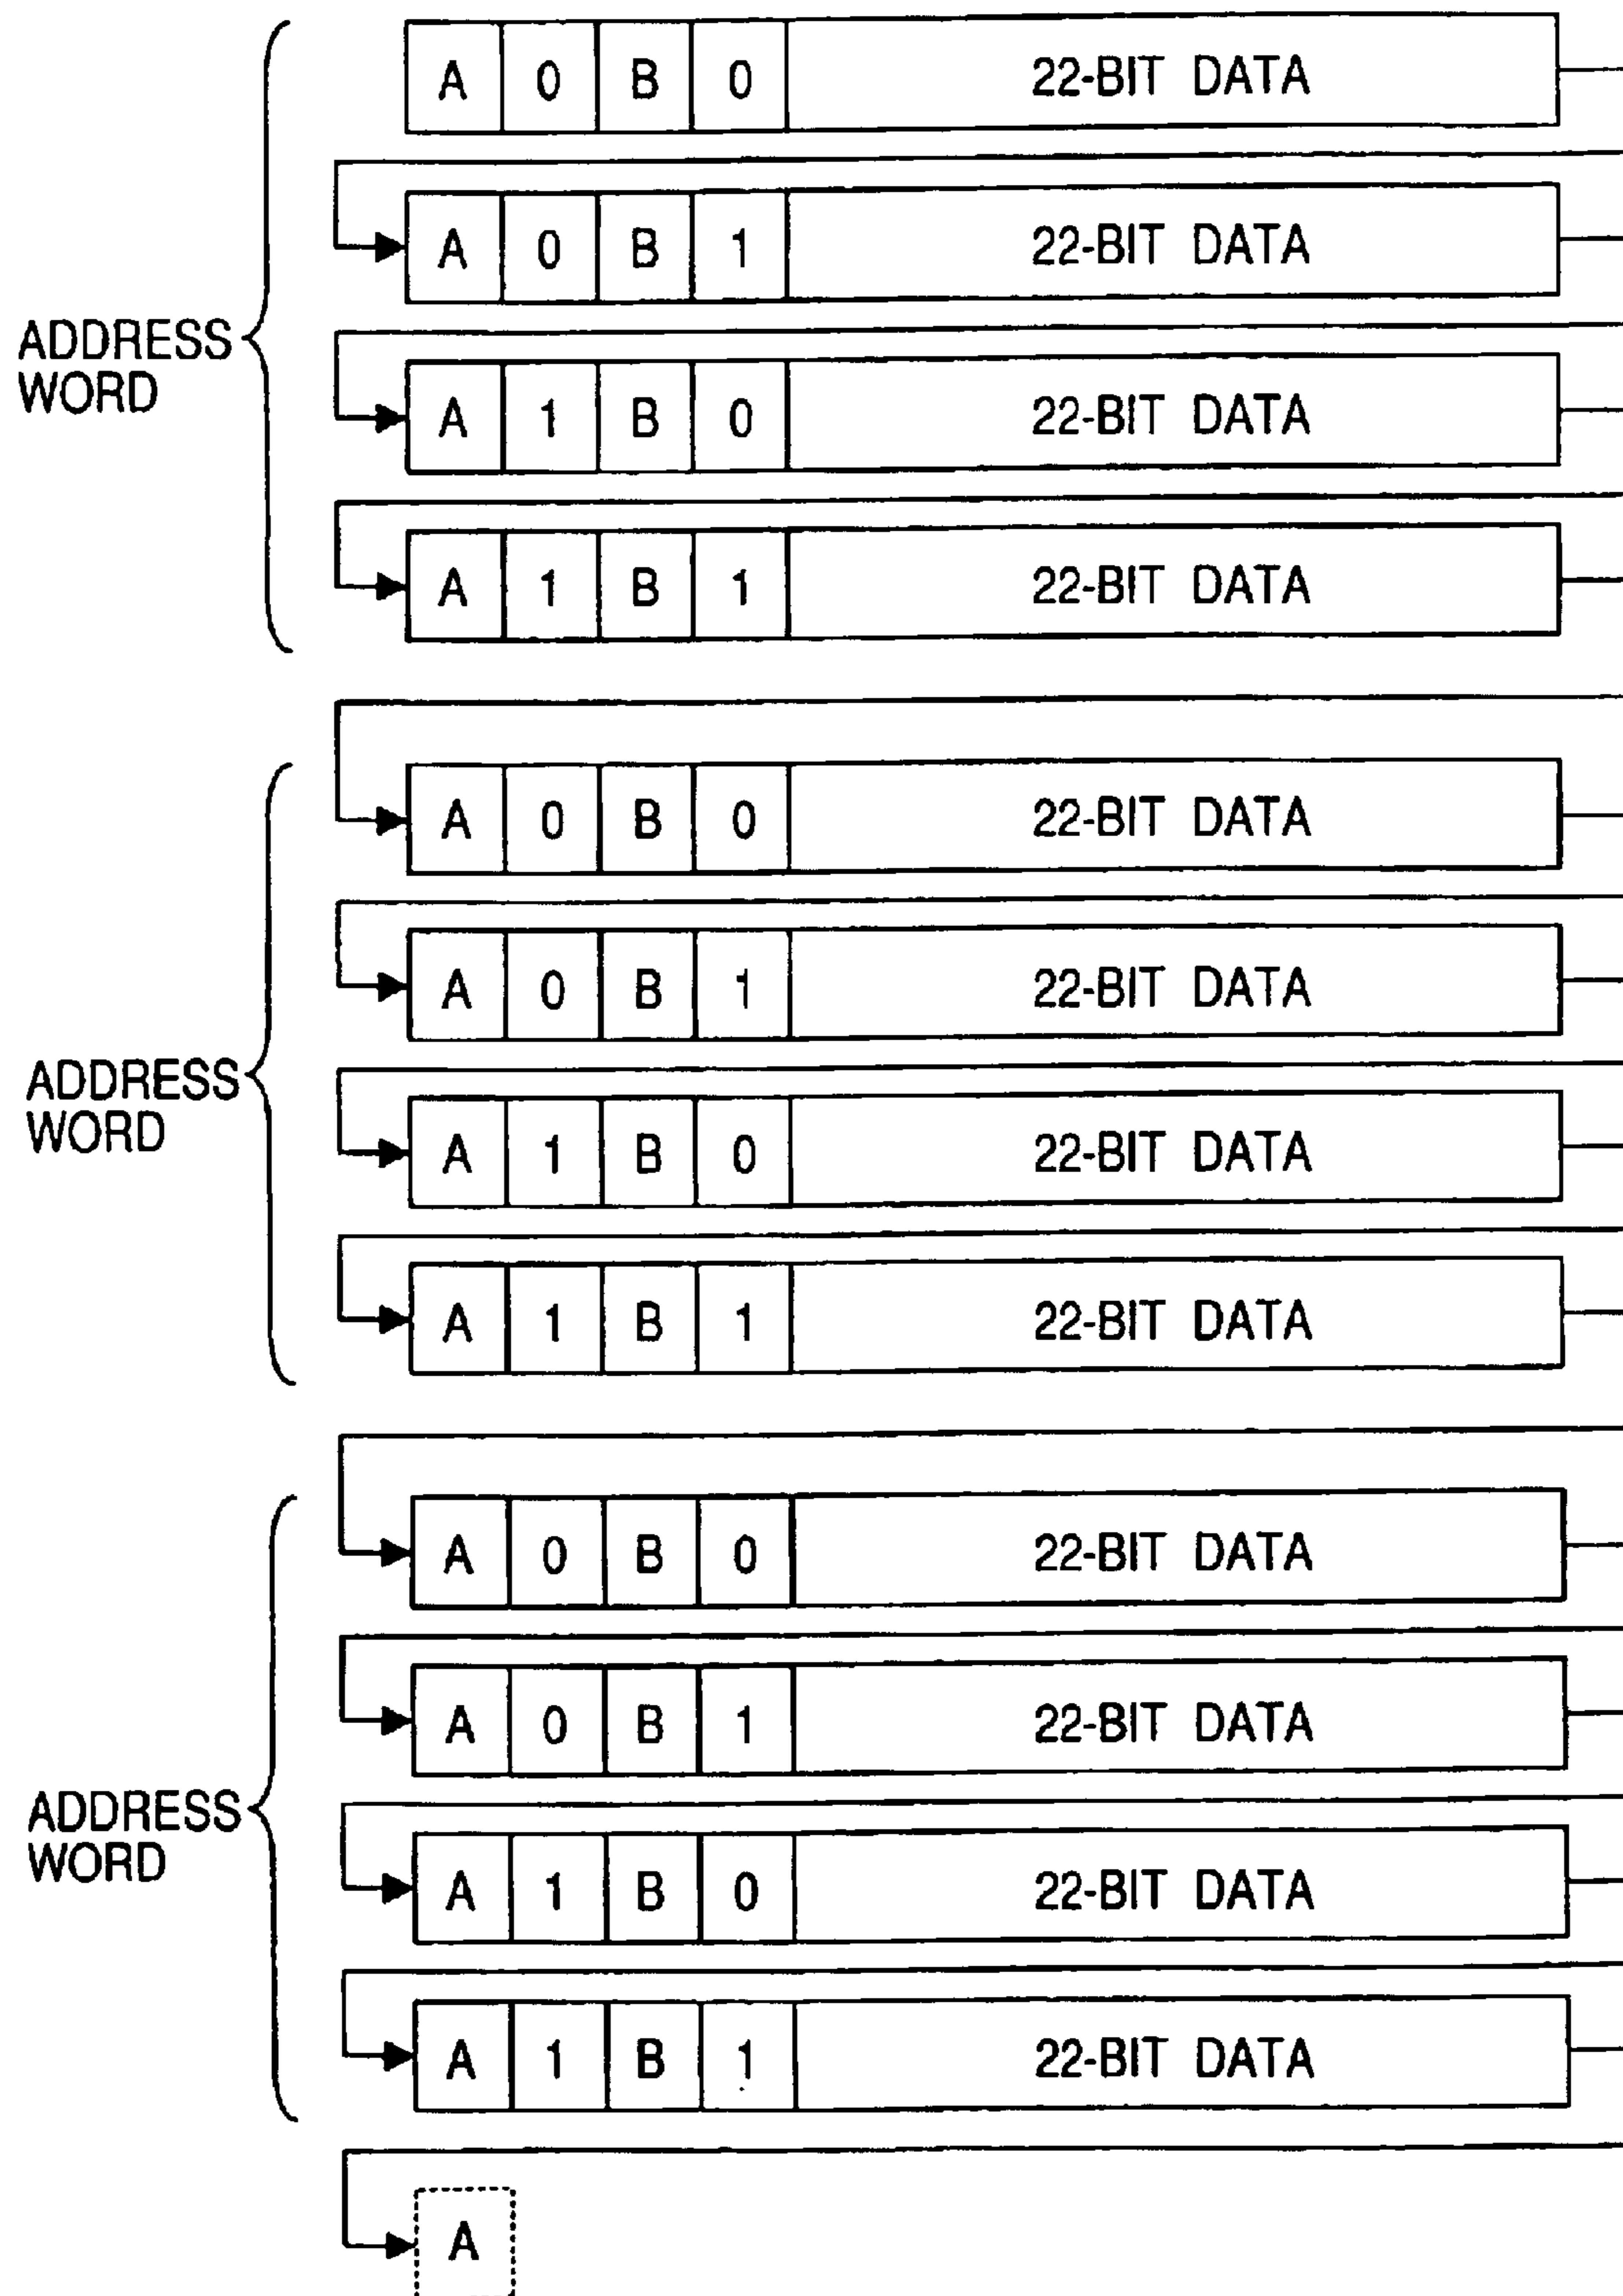 A 0 B 0 22-BIT DATA
A 0 B 1 22-BIT DATA
ADDRESS
WORD
A 1 B 0 22-BIT DATA
A 1 B 1 22-BIT DATA
A 0 B 0 22-BIT DATA
A 0 B 1 22-BIT DATA
ADDRESS
WORD
A 1 B 0 22-BIT DATA
A 1 B 1 22-BIT DATA
A 0 B 0 22-BIT DATA
A 0 B 1 22-BIT DATA
ADDRESS
WORD
A 1 B 0 22-BIT DATA
A 1 B 1 22-BIT DATA
A